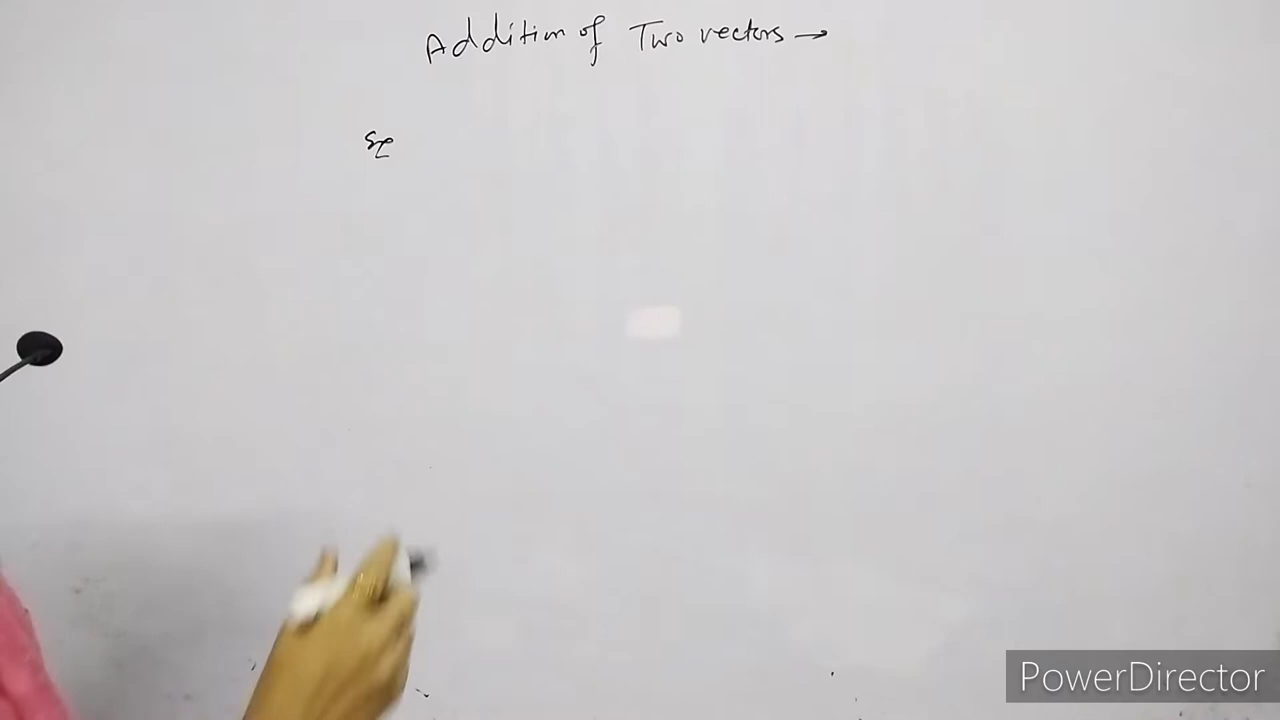 Addition of Two vectors →
PowerDirector